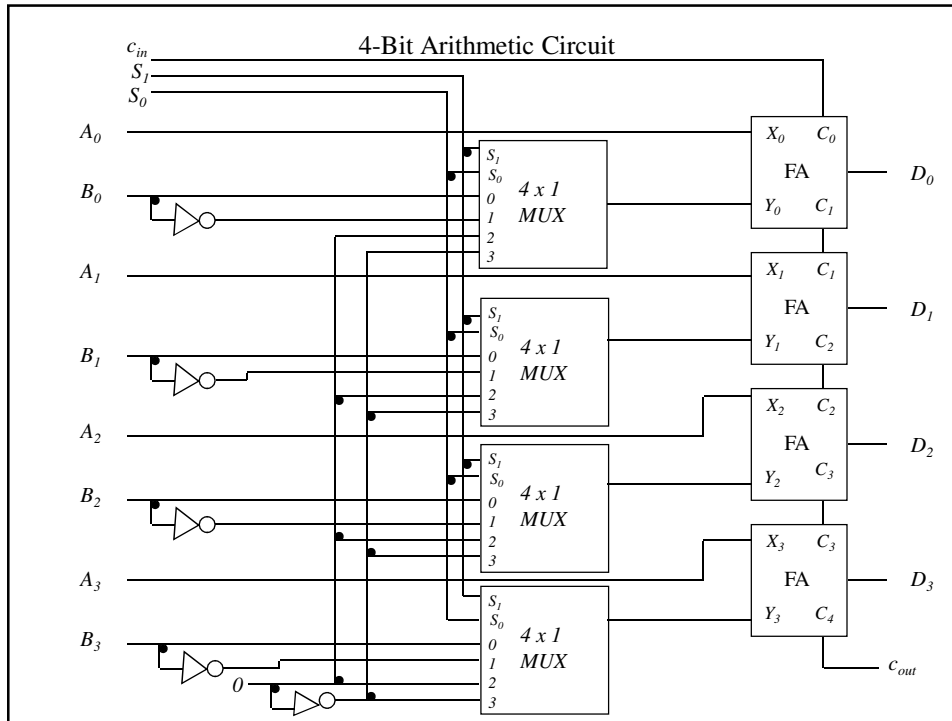 4-Bit Arithmetic Circuit
c_in
S_1
S_0
A_0
X_0 C_0
FA
Y_0 C_1
D_0
S_1
S_0
0
1
2
3
4 x 1
MUX
B_0
A_1
X_1 C_1
FA
Y_1 C_2
D_1
S_1
S_0
0
1
2
3
4 x 1
MUX
B_1
A_2
X_2 C_2
FA
Y_2 C_3
D_2
S_1
S_0
0
1
2
3
4 x 1
MUX
B_2
A_3
X_3 C_3
FA
Y_3 C_4
D_3
S_1
S_0
0
1
2
3
4 x 1
MUX
B_3
0
c_out